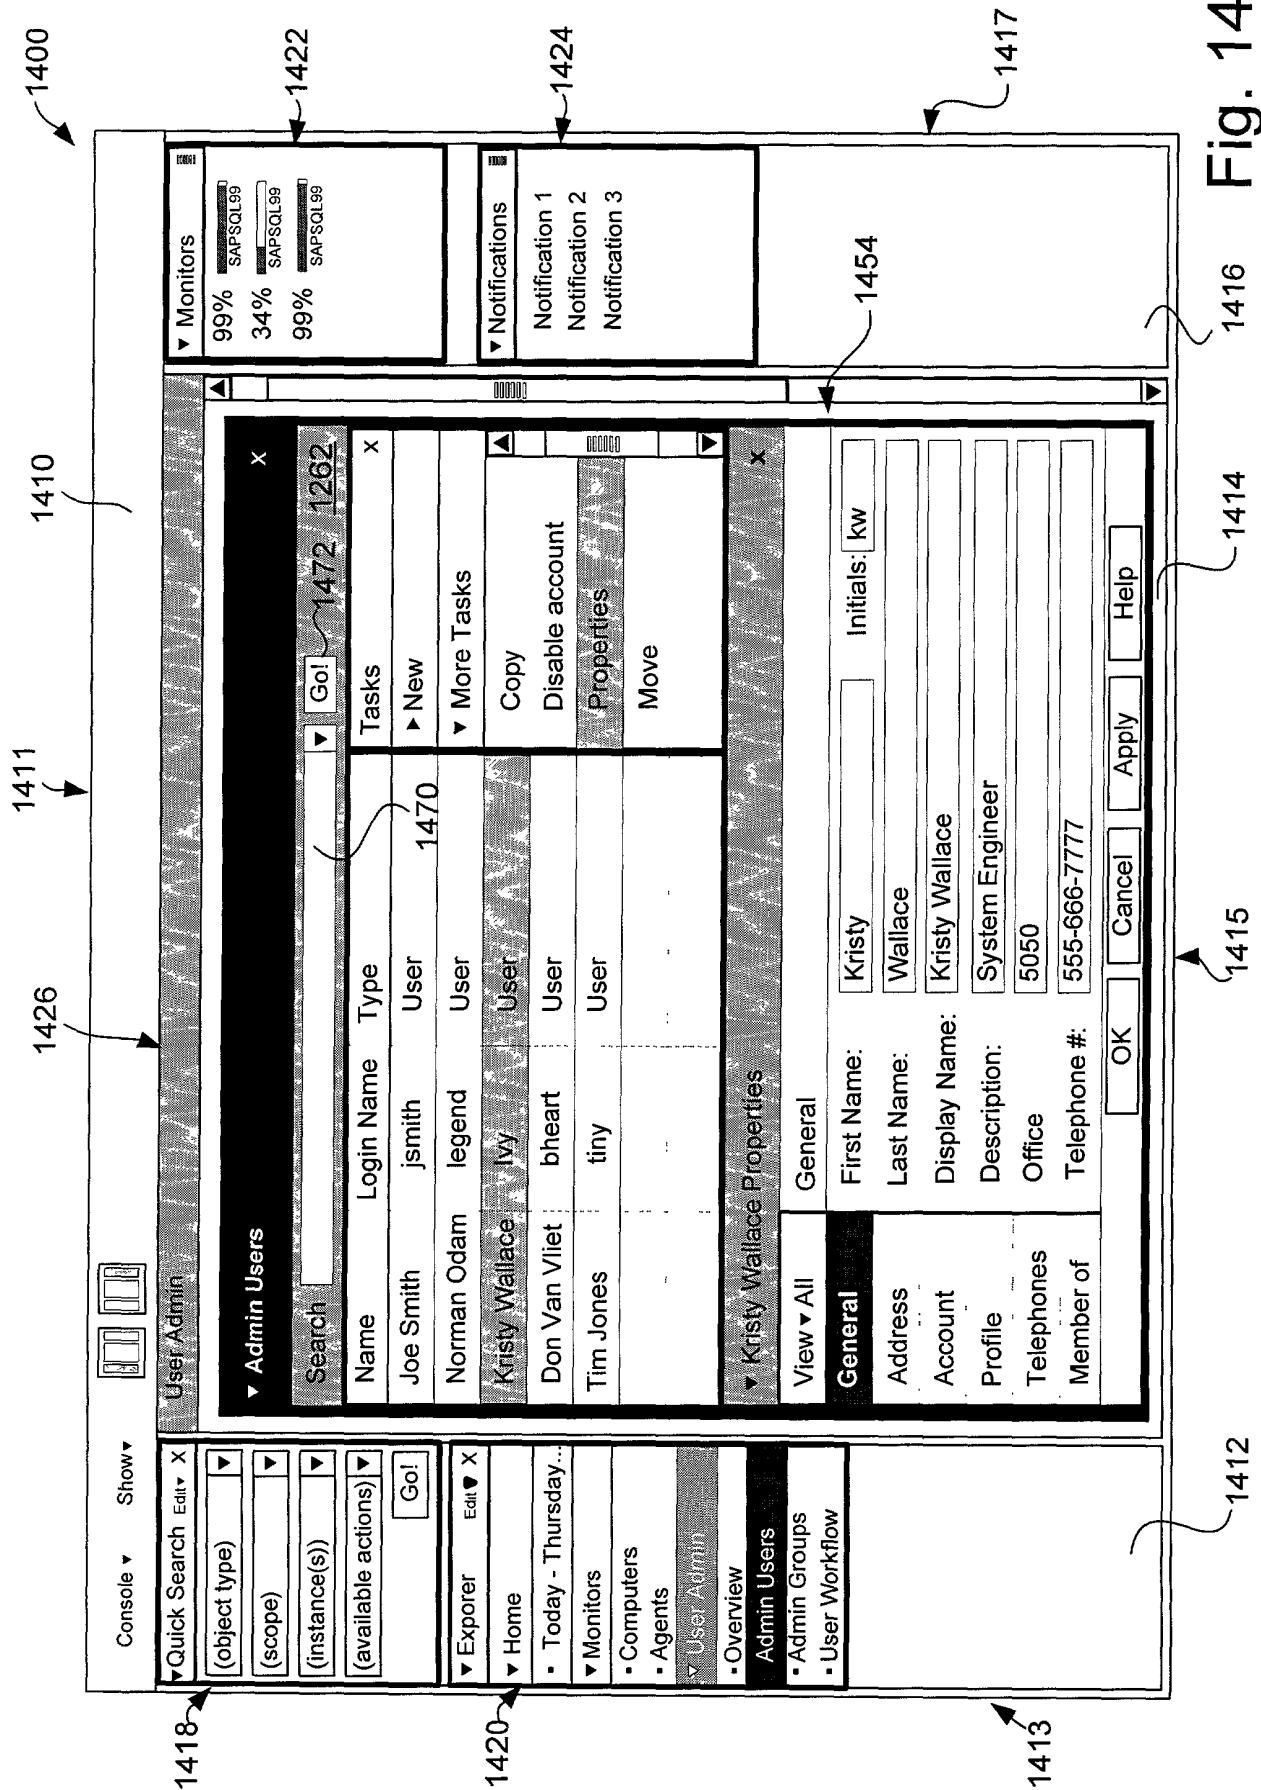 1400
1411
1410
1422
1424
1417
1426
Console ▾ Show▾
▾Quick Search Edit▾ X
(object type) ▾
(scope) ▾
(instance(s)) ▾
(available actions) ▾
Go!
1418
▾ Exporer Edit▾ X
▾ Home
▪ Today - Thursday...
▾ Monitors
▪ Computers
▪ Agents
▾ User Admin
▪ Overview
Admin Users
▪ Admin Groups
▪ User Workflow
1420
1413
1412
User Admin
▾ Admin Users X
Search ▾ Go! 1472 1262
1470
Name Login Name Type
Joe Smith jsmith User
Norman Odam legend User
Kristy Wallace Ivy User
Don Van Vliet bheart User
Tim Jones tiny User
Tasks X
▸ New
▾ More Tasks
Copy
Disable account
Properties
Move
▾ Kristy Wallace Properties X
View ▾ All General
General
Address
Account
Profile
Telephones
Member of
First Name: Kristy Initials: kw
Last Name: Wallace
Display Name: Kristy Wallace
Description: System Engineer
Office 5050
Telephone #: 555-666-7777
OK Cancel Apply Help
1454
▾ Monitors
99% SAPSQL99
34% SAPSQL99
99% SAPSQL99
▾ Notifications
Notification 1
Notification 2
Notification 3
1416
1414
1415
Fig. 14